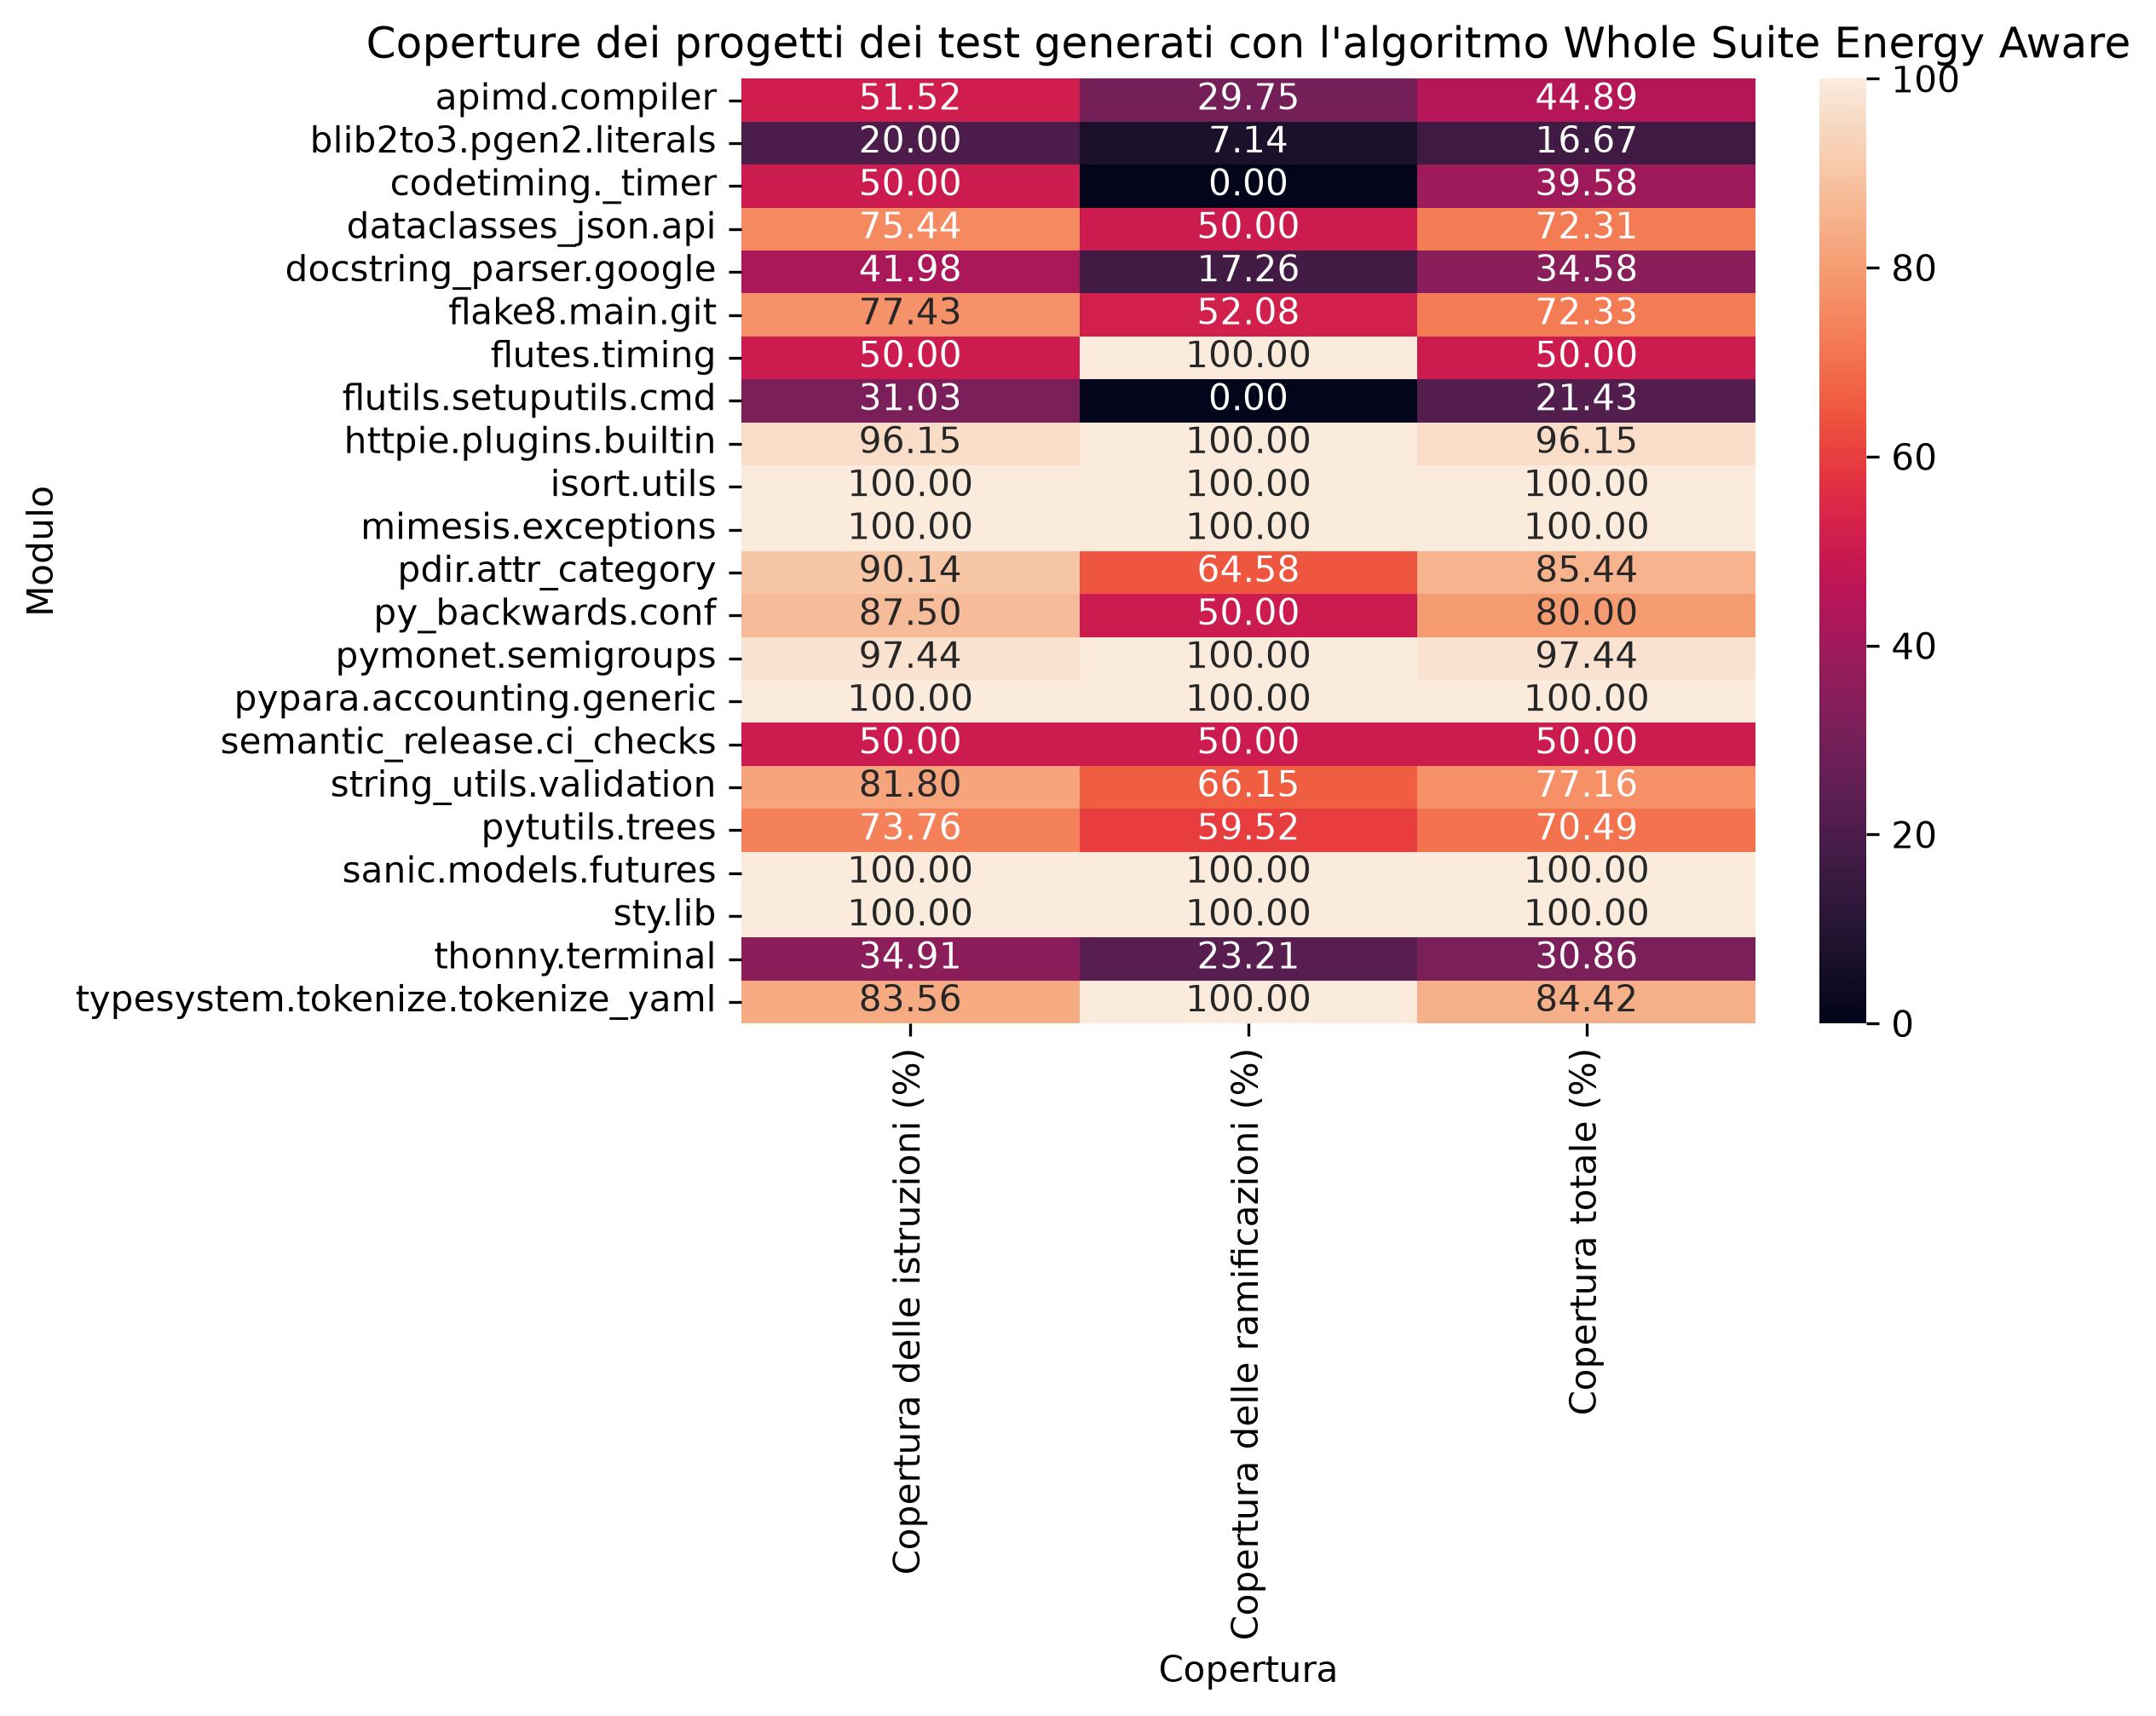 Coperture dei progetti dei test generati con l'algoritmo Whole Suite Energy Aware
Modulo
apimd.compiler 51.52 29.75 44.89
blib2to3.pgen2.literals 20.00 7.14 16.67
codetiming._timer 50.00 0.00 39.58
dataclasses_json.api 75.44 50.00 72.31
docstring_parser.google 41.98 17.26 34.58
flake8.main.git 77.43 52.08 72.33
flutes.timing 50.00 100.00 50.00
flutils.setuputils.cmd 31.03 0.00 21.43
httpie.plugins.builtin 96.15 100.00 96.15
isort.utils 100.00 100.00 100.00
mimesis.exceptions 100.00 100.00 100.00
pdir.attr_category 90.14 64.58 85.44
py_backwards.conf 87.50 50.00 80.00
pymonet.semigroups 97.44 100.00 97.44
pypara.accounting.generic 100.00 100.00 100.00
semantic_release.ci_checks 50.00 50.00 50.00
string_utils.validation 81.80 66.15 77.16
pytutils.trees 73.76 59.52 70.49
sanic.models.futures 100.00 100.00 100.00
sty.lib 100.00 100.00 100.00
thonny.terminal 34.91 23.21 30.86
typesystem.tokenize.tokenize_yaml 83.56 100.00 84.42
100
80
60
40
20
0
Copertura delle istruzioni (%)
Copertura delle ramificazioni (%)
Copertura totale (%)
Copertura